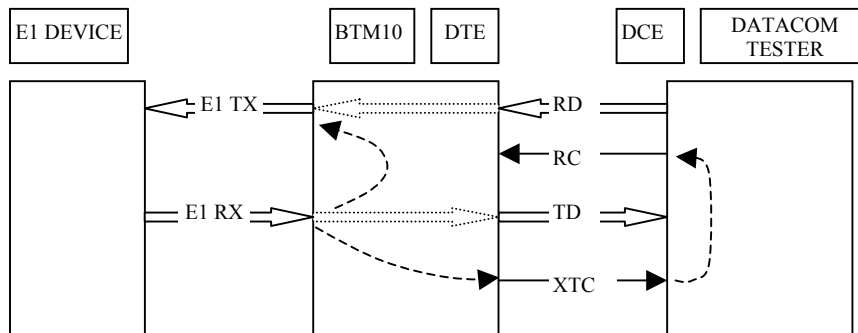 E1 DEVICE
BTM10
DTE
DCE
DATACOM
TESTER
E1 TX
RD
RC
E1 RX
TD
XTC